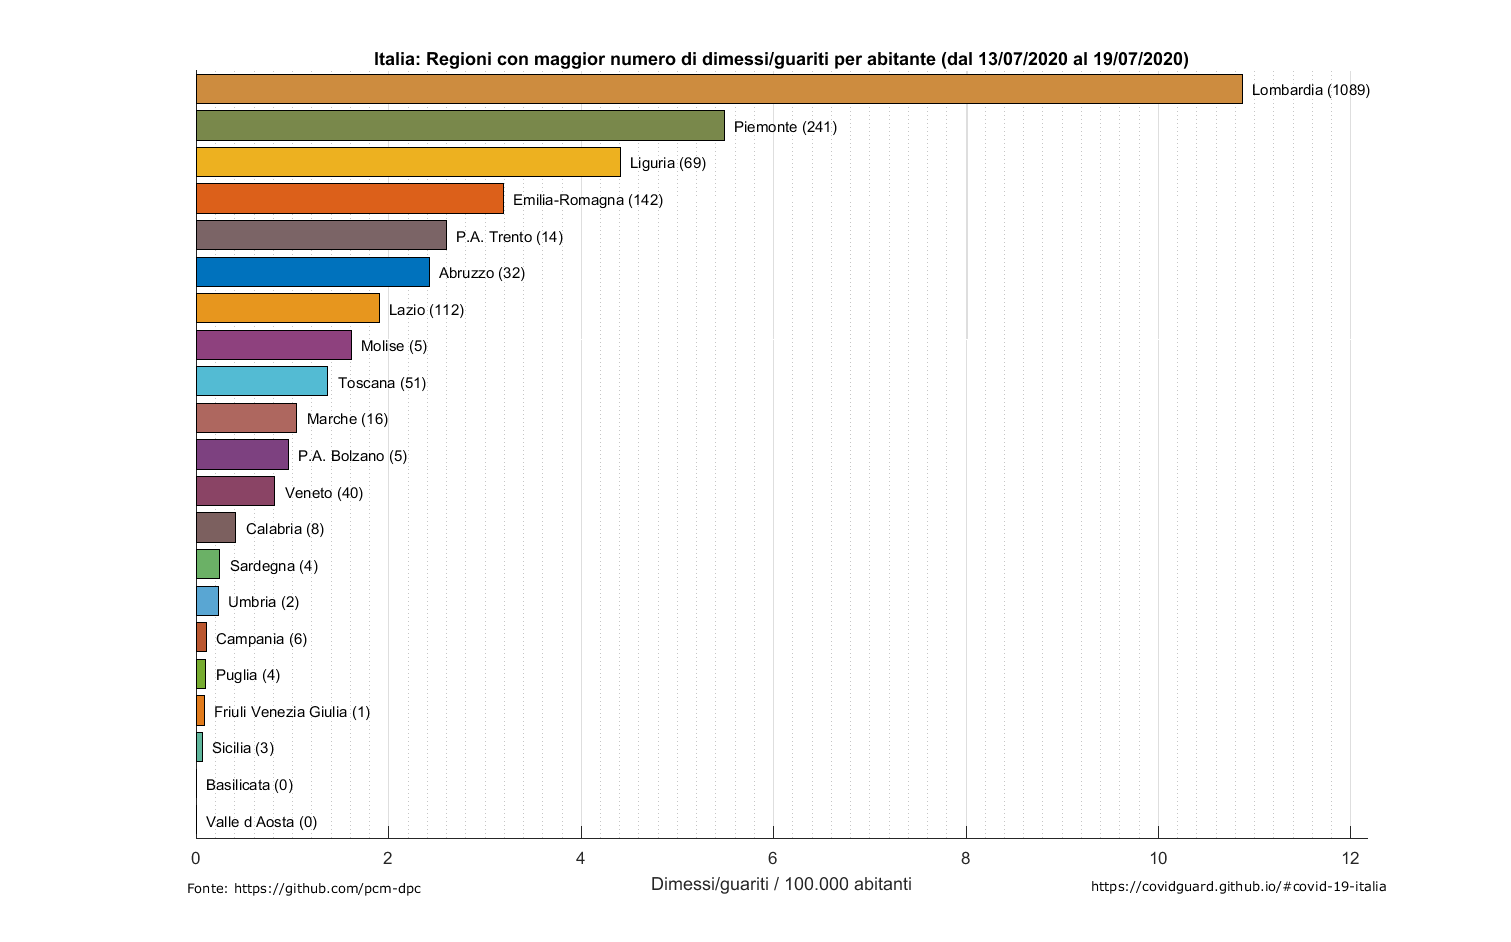 Italia: Regioni con maggior numero di dimessi/guariti per abitante (dal 13/07/2020 al 19/07/2020)
Lombardia (1089)
Piemonte (241)
Liguria (69)
Emilia-Romagna (142)
P.A. Trento (14)
Abruzzo (32)
Lazio (112)
Molise (5)
Toscana (51)
Marche (16)
P.A. Bolzano (5)
Veneto (40)
Calabria (8)
Sardegna (4)
Umbria (2)
Campania (6)
Puglia (4)
Friuli Venezia Giulia (1)
Sicilia (3)
Basilicata (0)
Valle d Aosta (0)
0 2 4 6 8 10 12
Dimessi/guariti / 100.000 abitanti
Fonte: https://github.com/pcm-dpc
https://covidguard.github.io/#covid-19-italia